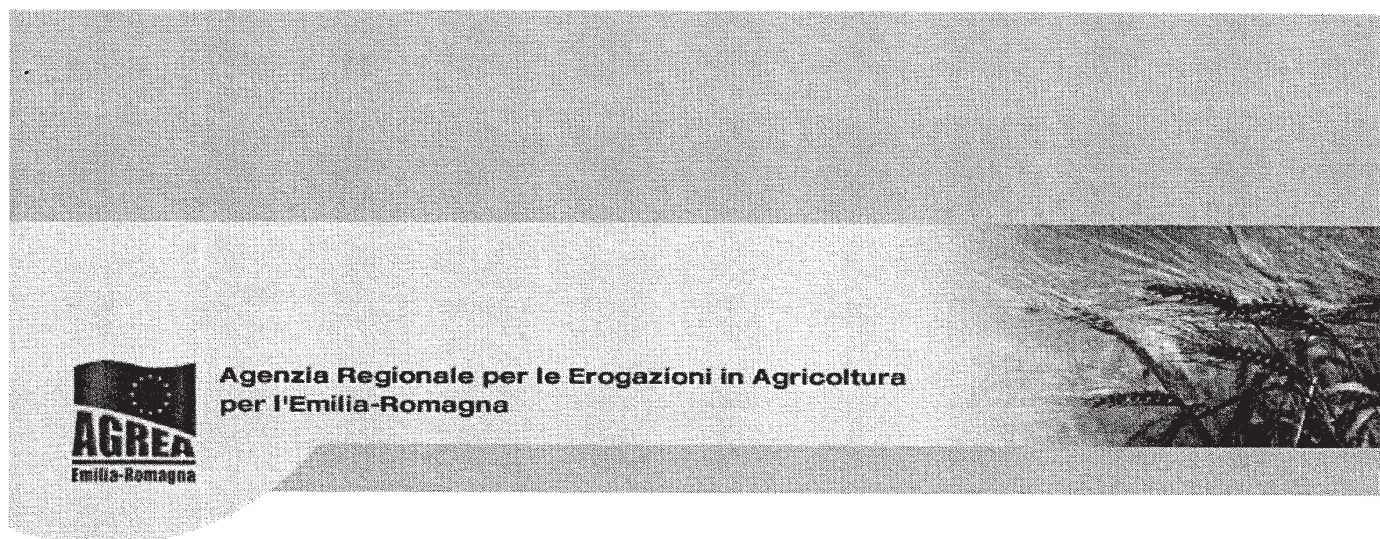 Agenzia Regionale per le Erogazioni in Agricoltura
per l'Emilia-Romagna
AGREA
Emilia-Romagna